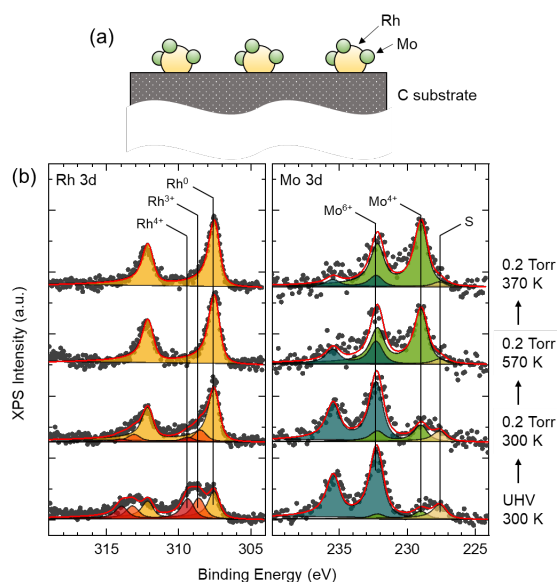 (a)
Rh
Mo
C substrate
(b)
Rh 3d
Rh⁰
Rh³⁺
Rh⁴⁺
Mo 3d
Mo⁶⁺
Mo⁴⁺
S
0.2 Torr
370 K
0.2 Torr
570 K
0.2 Torr
300 K
UHV
300 K
XPS Intensity (a.u.)
315 310 305
235 230 225
Binding Energy (eV)